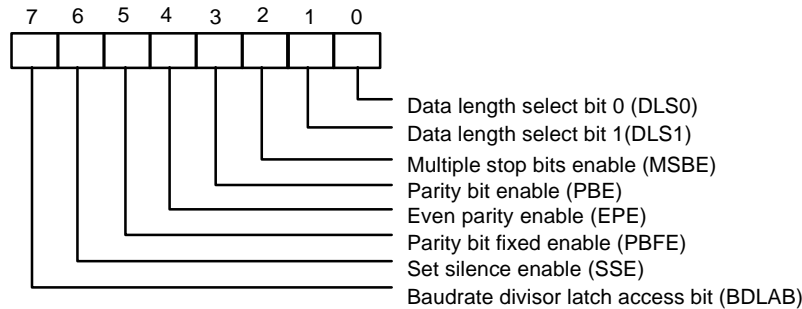 7 6 5 4 3 2 1 0
Data length select bit 0 (DLS0)
Data length select bit 1(DLS1)
Multiple stop bits enable (MSBE)
Parity bit enable (PBE)
Even parity enable (EPE)
Parity bit fixed enable (PBFE)
Set silence enable (SSE)
Baudrate divisor latch access bit (BDLAB)